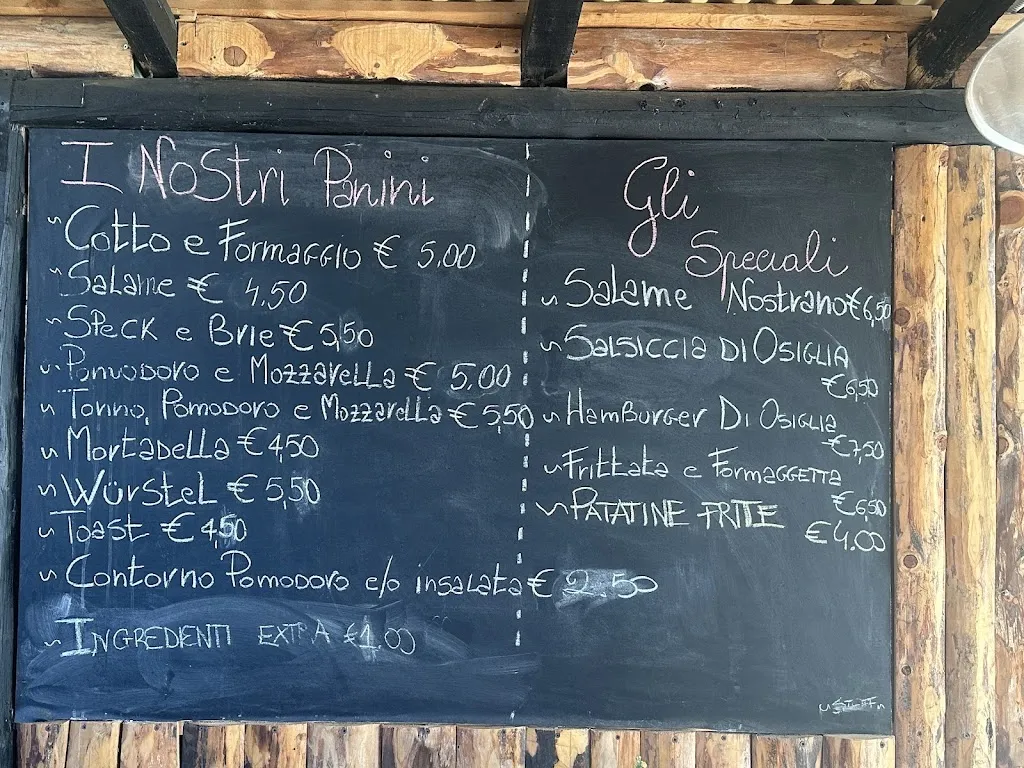 I Nostri Panini
~ Cotto e Formaggio € 5,00
~ Salame € 4,50
~ Speck e Brie € 5,50
~ Pomodoro e Mozzarella € 5,00
~ Tonno, Pomodoro e Mozzarella € 5,50
~ Mortadella € 4,50
~ Würstel € 5,50
~ Toast € 4,50
~ Contorno Pomodoro e/o insalata € 2,50
~ INGREDIENTI EXTRA €1.00
Gli
Speciali
~ Salame Nostrano € 6,50
~ Salsiccia Di Osiglia
€6,50
~ Hamburger Di Osiglia
€7,50
~ Frittata e Formaggetta
€6,50
~ PATATINE FRITE
€4,00